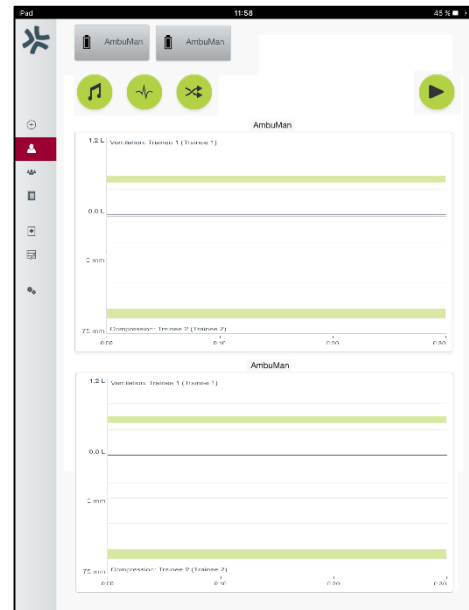 iPad 11:58 45 %
AmbuMan AmbuMan
AmbuMan
1.2 L Ventilation: Trainee 1 (Trainee 1)
0.0 L
0 mm
75 mm Compression: Trainee 2 (Trainee 2)
0:00 0:10 0:20 0:30
AmbuMan
1.2 L Ventilation: Trainee 1 (Trainee 1)
0.0 L
0 mm
75 mm Compression: Trainee 2 (Trainee 2)
0:00 0:10 0:20 0:30